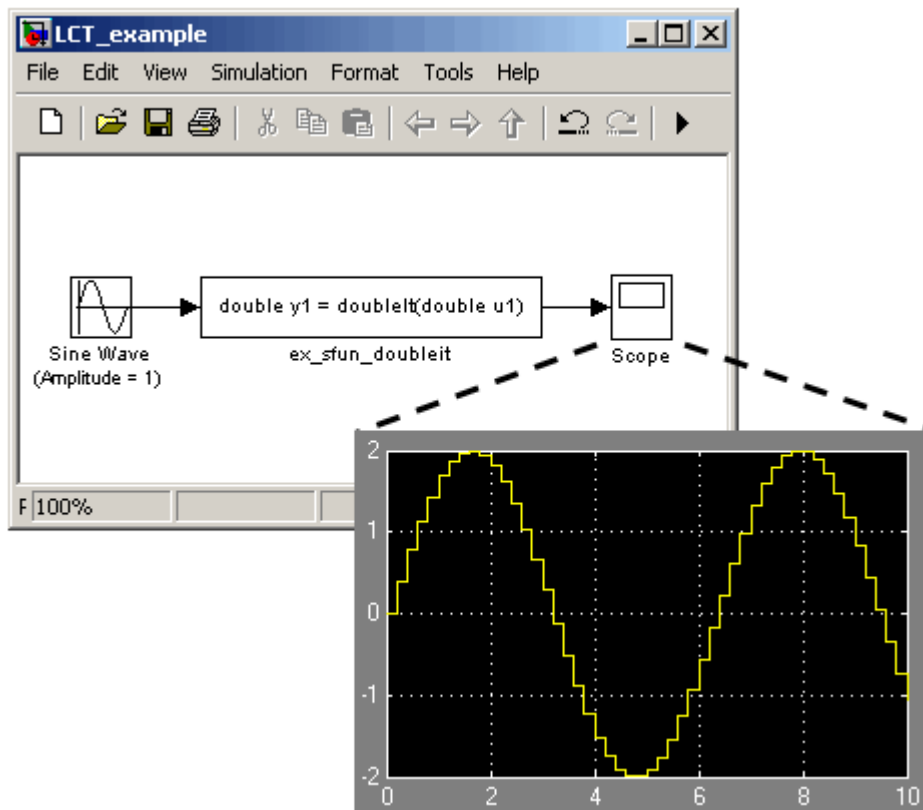 LCT_example
File Edit View Simulation Format Tools Help
double y1 = doubleIt(double u1)
Sine Wave
(Amplitude = 1)
ex_sfun_doubleit
Scope
F 100%
2
1
0
-1
-2
0 2 4 6 8 10